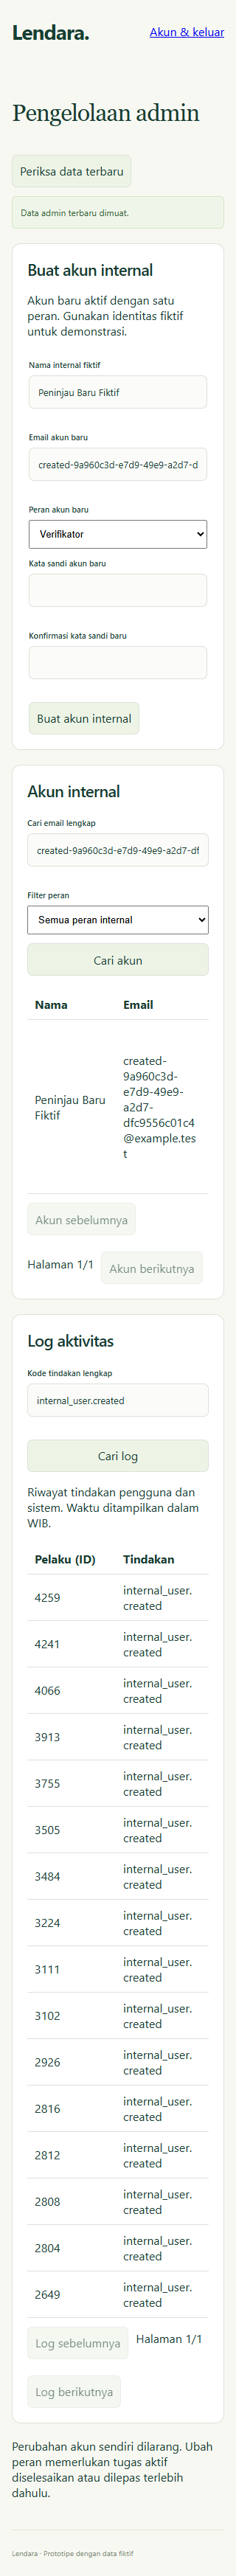 Lendara.
Akun & keluar
Pengelolaan admin
Periksa data terbaru
Data admin terbaru dimuat.
Buat akun internal
Akun baru aktif dengan satu
peran. Gunakan identitas fiktif
untuk demonstrasi.
Nama internal fiktif
Peninjau Baru Fiktif
Email akun baru
created-9a960c3d-e7d9-49e9-a2d7-d
Peran akun baru
Verifikator
Kata sandi akun baru
Konfirmasi kata sandi baru
Buat akun internal
Akun internal
Cari email lengkap
created-9a960c3d-e7d9-49e9-a2d7-df
Filter peran
Semua peran internal
Cari akun
Nama Email
Peninjau Baru
Fiktif
created-
9a960c3d-
e7d9-49e9-
a2d7-
dfc9556c01c4
@example.tes
t
Akun sebelumnya
Halaman 1/1
Akun berikutnya
Log aktivitas
Kode tindakan lengkap
internal_user.created
Cari log
Riwayat tindakan pengguna dan
sistem. Waktu ditampilkan dalam
WIB.
Pelaku (ID) Tindakan
4259 internal_user.
created
4241 internal_user.
created
4066 internal_user.
created
3913 internal_user.
created
3755 internal_user.
created
3505 internal_user.
created
3484 internal_user.
created
3224 internal_user.
created
3111 internal_user.
created
3102 internal_user.
created
2926 internal_user.
created
2816 internal_user.
created
2812 internal_user.
created
2808 internal_user.
created
2804 internal_user.
created
2649 internal_user.
created
Log sebelumnya
Halaman 1/1
Log berikutnya
Perubahan akun sendiri dilarang. Ubah
peran memerlukan tugas aktif
diselesaikan atau dilepas terlebih
dahulu.
Lendara · Prototipe dengan data fiktif